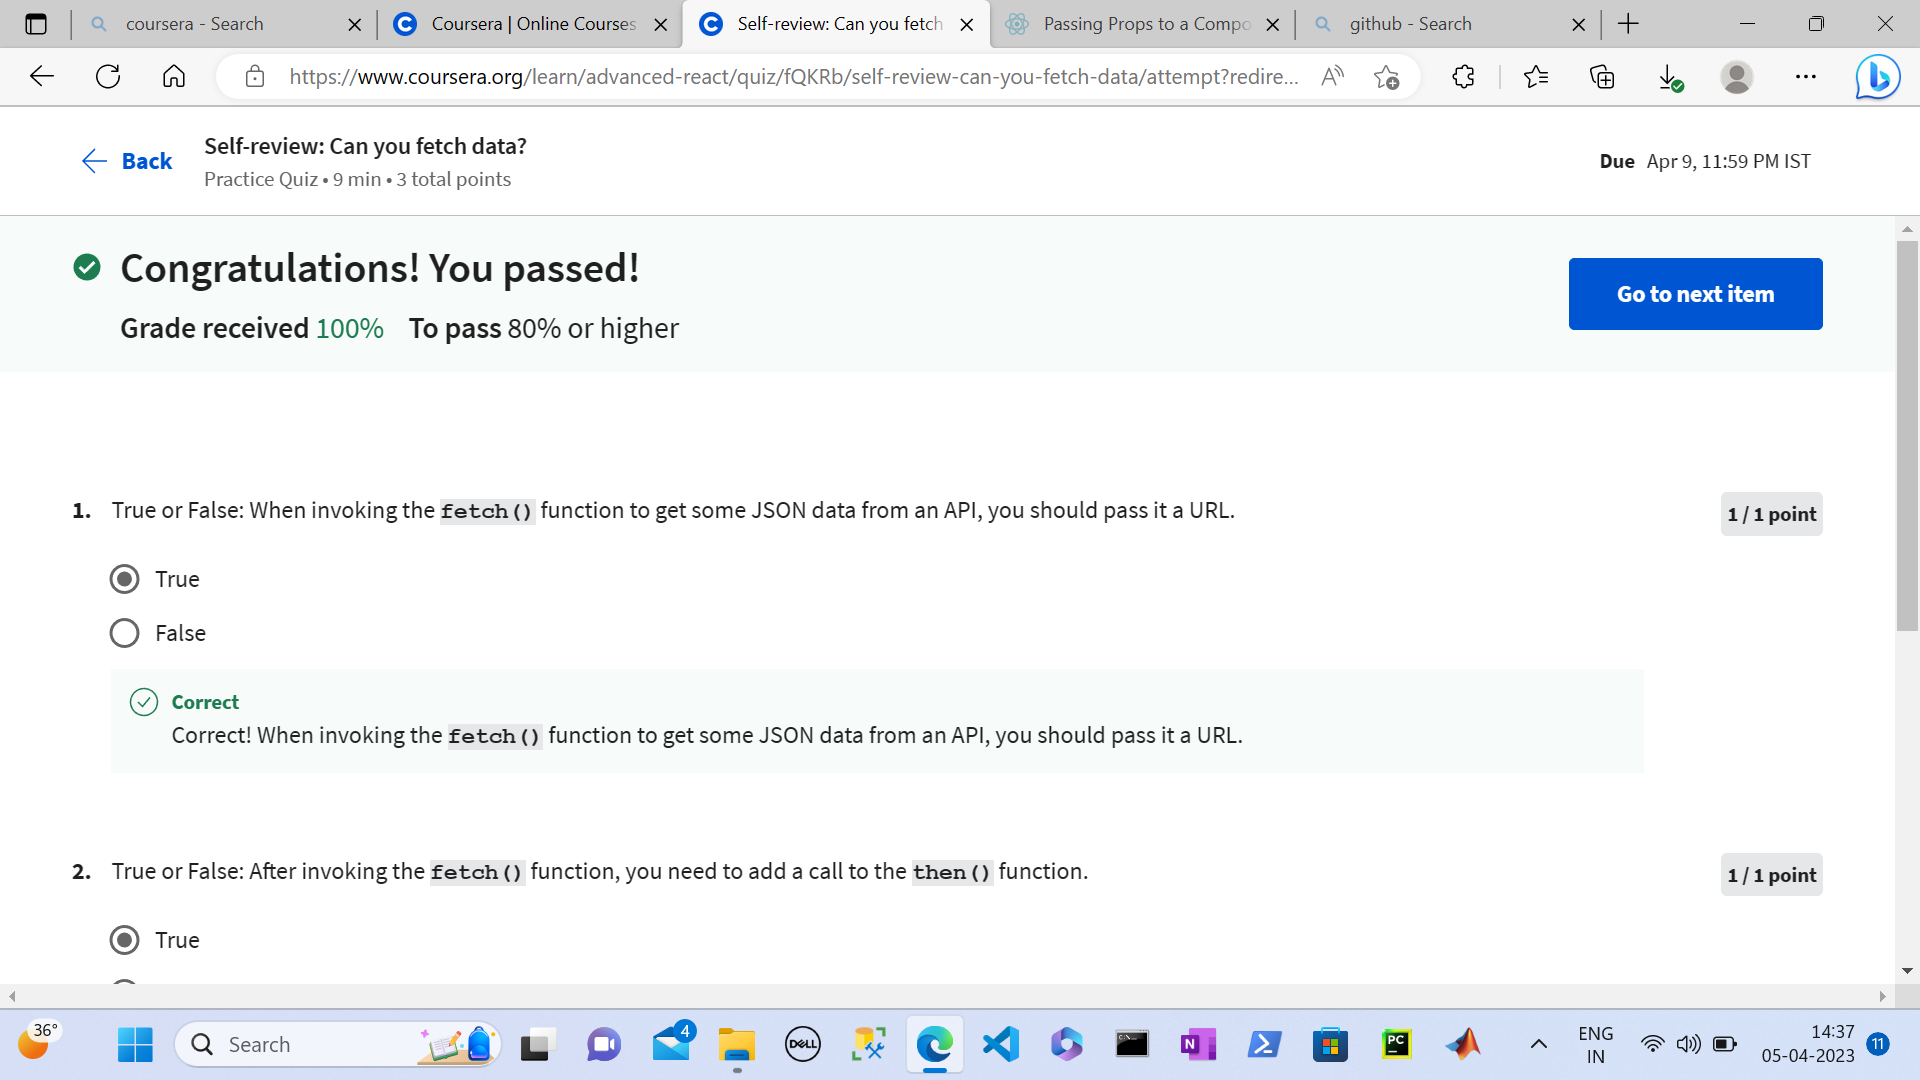 coursera - Search
Coursera | Online Courses
Self-review: Can you fetch
Passing Props to a Compo
github - Search
https://www.coursera.org/learn/advanced-react/quiz/fQKRb/self-review-can-you-fetch-data/attempt?redire...
Back
Self-review: Can you fetch data?
Practice Quiz • 9 min • 3 total points
Due Apr 9, 11:59 PM IST
Congratulations! You passed!
Grade received 100% To pass 80% or higher
Go to next item
1. True or False: When invoking the fetch() function to get some JSON data from an API, you should pass it a URL.
1 / 1 point
True
False
Correct
Correct! When invoking the fetch() function to get some JSON data from an API, you should pass it a URL.
2. True or False: After invoking the fetch() function, you need to add a call to the then() function.
1 / 1 point
True
36°
Search
4
DELL
N
PC
ENG
IN
14:37
05-04-2023
11